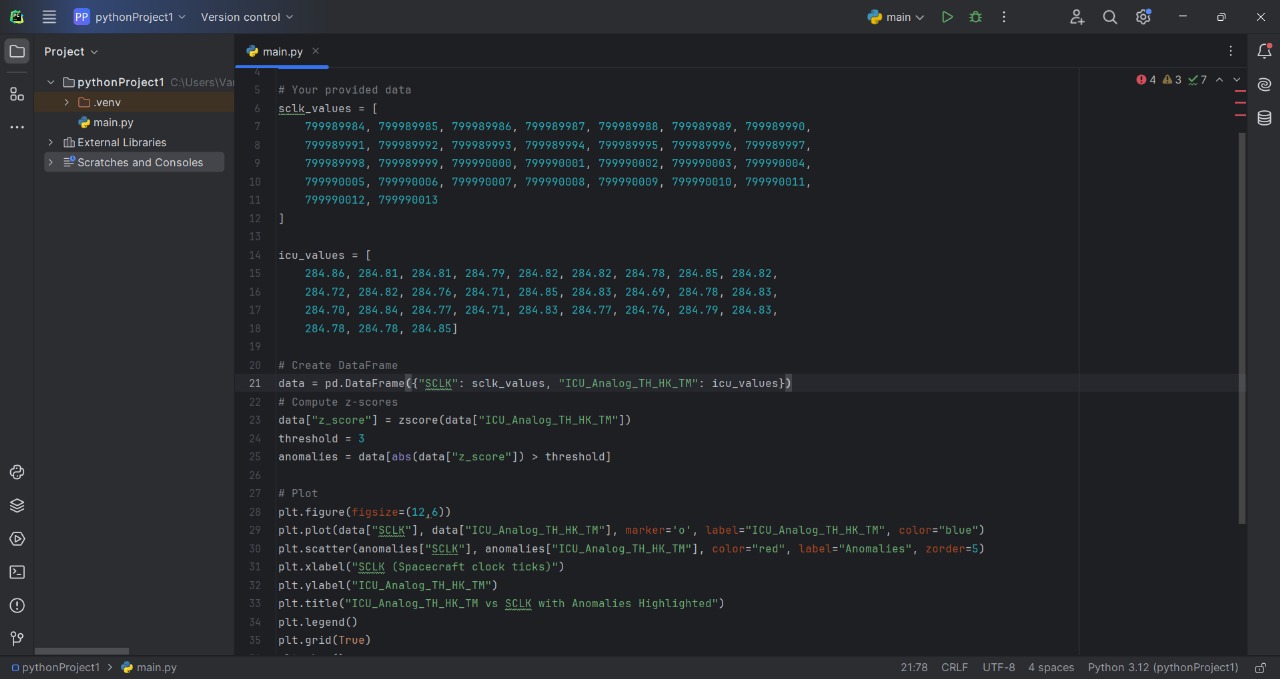 PP pythonProject1 Version control main
Project
main.py
pythonProject1 C:\Users\Va
.venv
main.py
External Libraries
Scratches and Consoles
4 3 7
4
5 # Your provided data
6 sclk_values = [
7 799989984, 799989985, 799989986, 799989987, 799989988, 799989989, 799989990,
8 799989991, 799989992, 799989993, 799989994, 799989995, 799989996, 799989997,
9 799989998, 799989999, 799990000, 799990001, 799990002, 799990003, 799990004,
10 799990005, 799990006, 799990007, 799990008, 799990009, 799990010, 799990011,
11 799990012, 799990013
12 ]
13
14 icu_values = [
15 284.86, 284.81, 284.81, 284.79, 284.82, 284.82, 284.78, 284.85, 284.82,
16 284.72, 284.82, 284.76, 284.71, 284.85, 284.83, 284.69, 284.78, 284.83,
17 284.70, 284.84, 284.77, 284.71, 284.83, 284.77, 284.76, 284.79, 284.83,
18 284.78, 284.78, 284.85]
19
20 # Create DataFrame
21 data = pd.DataFrame({"SCLK": sclk_values, "ICU_Analog_TH_HK_TM": icu_values})
22 # Compute z-scores
23 data["z_score"] = zscore(data["ICU_Analog_TH_HK_TM"])
24 threshold = 3
25 anomalies = data[abs(data["z_score"]) > threshold]
26
27 # Plot
28 plt.figure(figsize=(12,6))
29 plt.plot(data["SCLK"], data["ICU_Analog_TH_HK_TM"], marker='o', label="ICU_Analog_TH_HK_TM", color="blue")
30 plt.scatter(anomalies["SCLK"], anomalies["ICU_Analog_TH_HK_TM"], color="red", label="Anomalies", zorder=5)
31 plt.xlabel("SCLK (Spacecraft clock ticks)")
32 plt.ylabel("ICU_Analog_TH_HK_TM")
33 plt.title("ICU_Analog_TH_HK_TM vs SCLK with Anomalies Highlighted")
34 plt.legend()
35 plt.grid(True)
pythonProject1 > main.py 21:78 CRLF UTF-8 4 spaces Python 3.12 (pythonProject1)